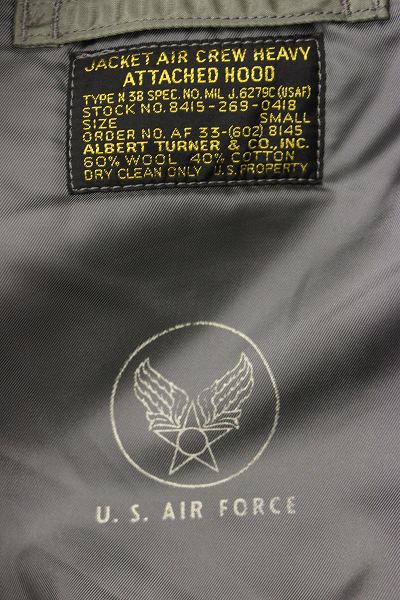 JACKET AIR CREW HEAVY
ATTACHED HOOD
TYPE N 3B SPEC. NO. MIL J.6279C (USAF)
STOCK NO. 8415-269-0418
SIZE SMALL
ORDER NO. AF 33-(602) 8145
ALBERT TURNER & CO., INC.
60% WOOL 40% COTTON
DRY CLEAN ONLY U.S. PROPERTY
U. S. AIR FORCE